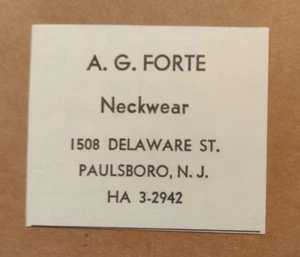 A. G. FORTE
Neckwear
1508 DELAWARE ST.
PAULSBORO, N. J.
HA 3-2942